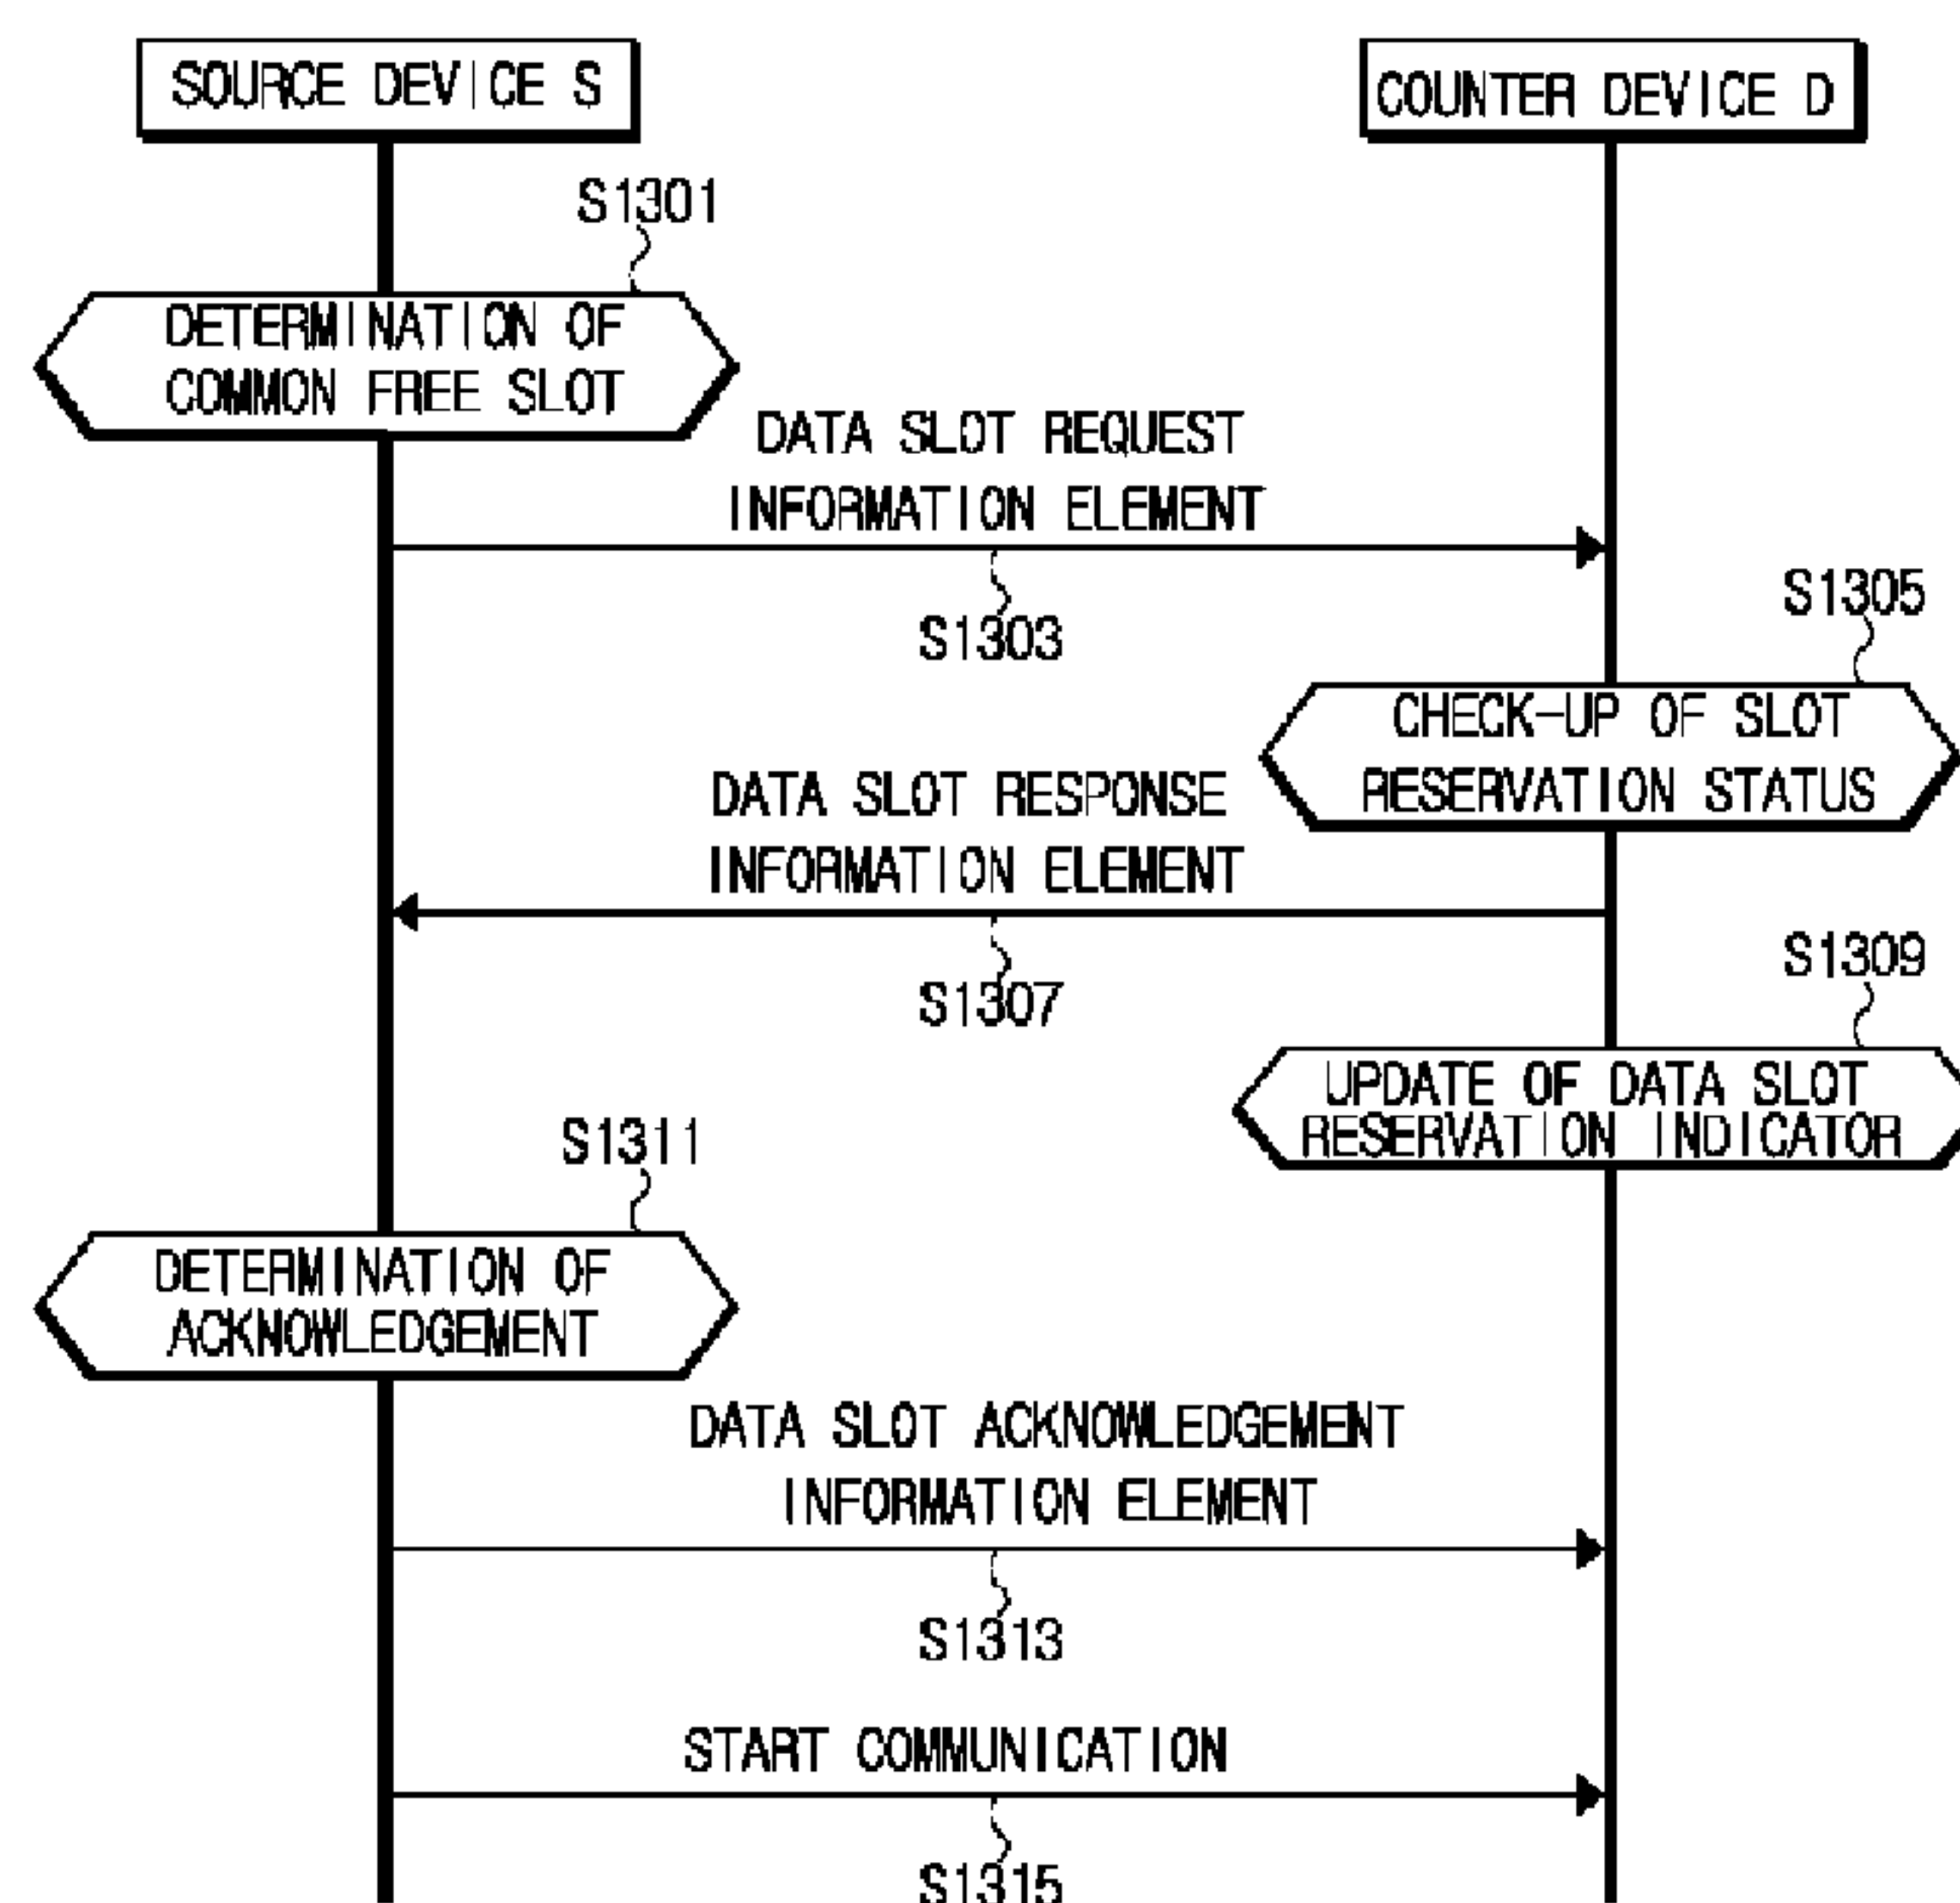 SOURCE DEVICE S
COUNTER DEVICE D
S1301
DETERMINATION OF
COMMON FREE SLOT
DATA SLOT REQUEST
INFORMATION ELEMENT
S1303
S1305
CHECK-UP OF SLOT
RESERVATION STATUS
DATA SLOT RESPONSE
INFORMATION ELEMENT
S1307
S1309
UPDATE OF DATA SLOT
RESERVATION INDICATOR
S1311
DETERMINATION OF
ACKNOWLEDGEMENT
DATA SLOT ACKNOWLEDGEMENT
INFORMATION ELEMENT
S1313
START COMMUNICATION
S1315